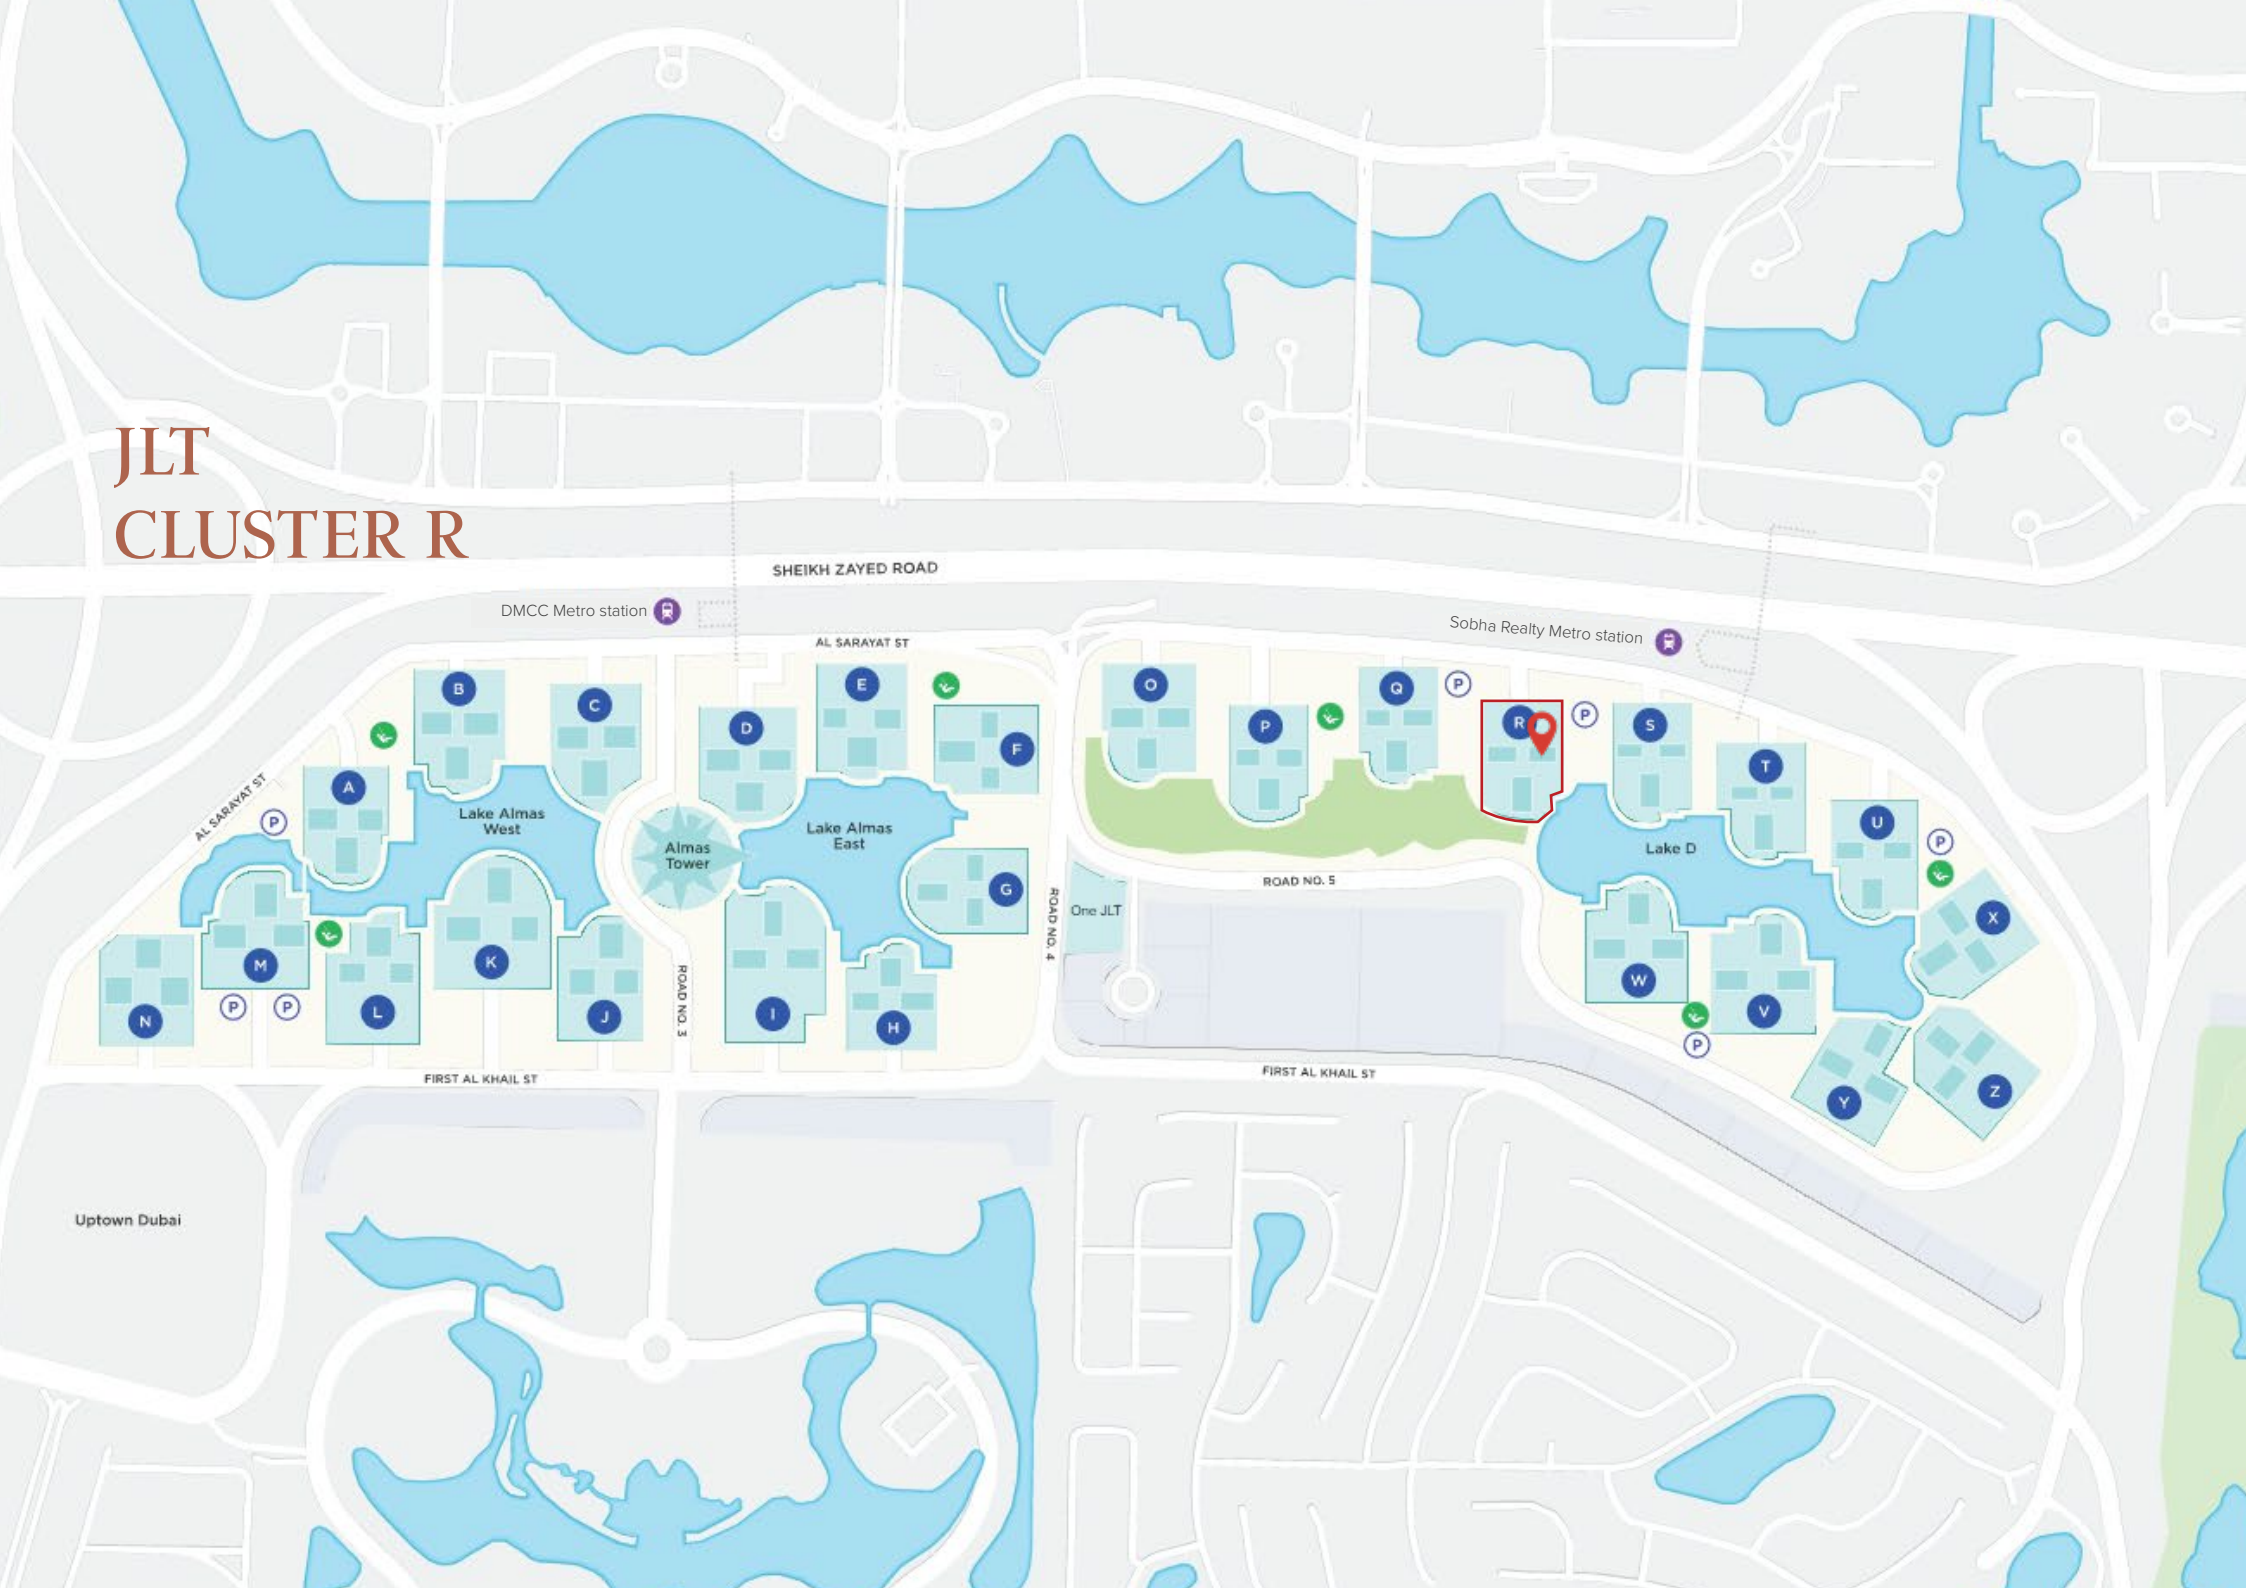 JLT
CLUSTER R
SHEIKH ZAYED ROAD
DMCC Metro station
Sobha Realty Metro station
AL SARAYAT ST
B
C
D
E
F
O
P
Q
P
R
P
S
T
U
P
X
A
AL SARAYAT ST
P
Lake Almas
West
Almas
Tower
Lake Almas
East
G
Lake D
ROAD NO. 5
One JLT
ROAD NO. 4
ROAD NO. 3
N
M
P
P
L
K
J
I
H
W
V
P
Y
Z
FIRST AL KHAIL ST
FIRST AL KHAIL ST
Uptown Dubai